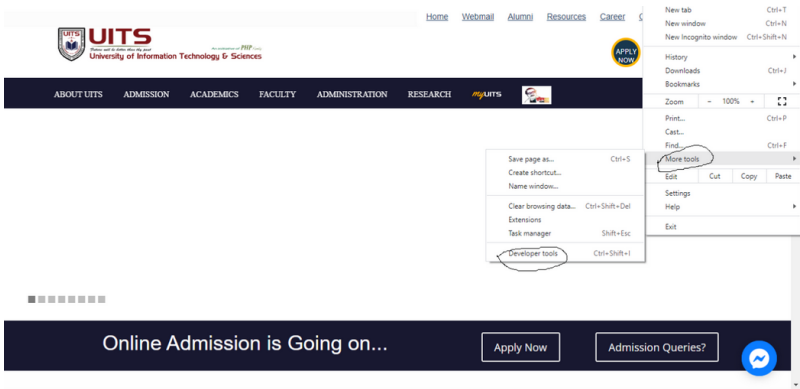 Home Webmail Alumni Resources Career
UITS
University of Information Technology & Sciences
APPLY
NOW
ABOUT UITS ADMISSION ACADEMICS FACULTY ADMINISTRATION RESEARCH myUITS
New tab Ctrl+T
New window Ctrl+N
New Incognito window Ctrl+Shift+N
History
Downloads Ctrl+J
Bookmarks
Zoom - 100% +
Print... Ctrl+P
Cast...
Find... Ctrl+F
More tools
Edit Cut Copy Paste
Settings
Help
Exit
Save page as... Ctrl+S
Create shortcut...
Name window...
Clear browsing data... Ctrl+Shift+Del
Extensions
Task manager Shift+Esc
Developer tools Ctrl+Shift+I
Online Admission is Going on...
Apply Now
Admission Queries?